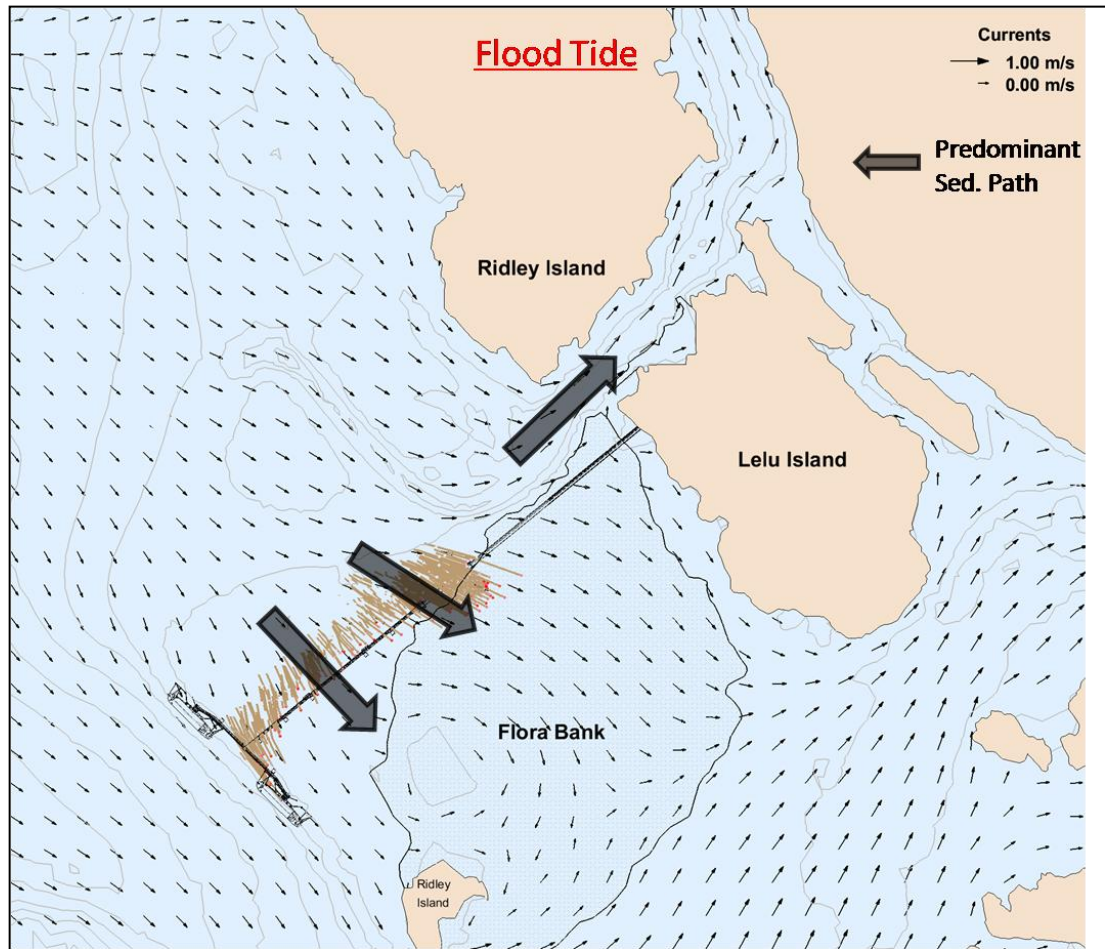 Flood Tide
Currents
1.00 m/s
0.00 m/s
Predominant
Sed. Path
Ridley Island
Lelu Island
Flora Bank
Ridley
Island